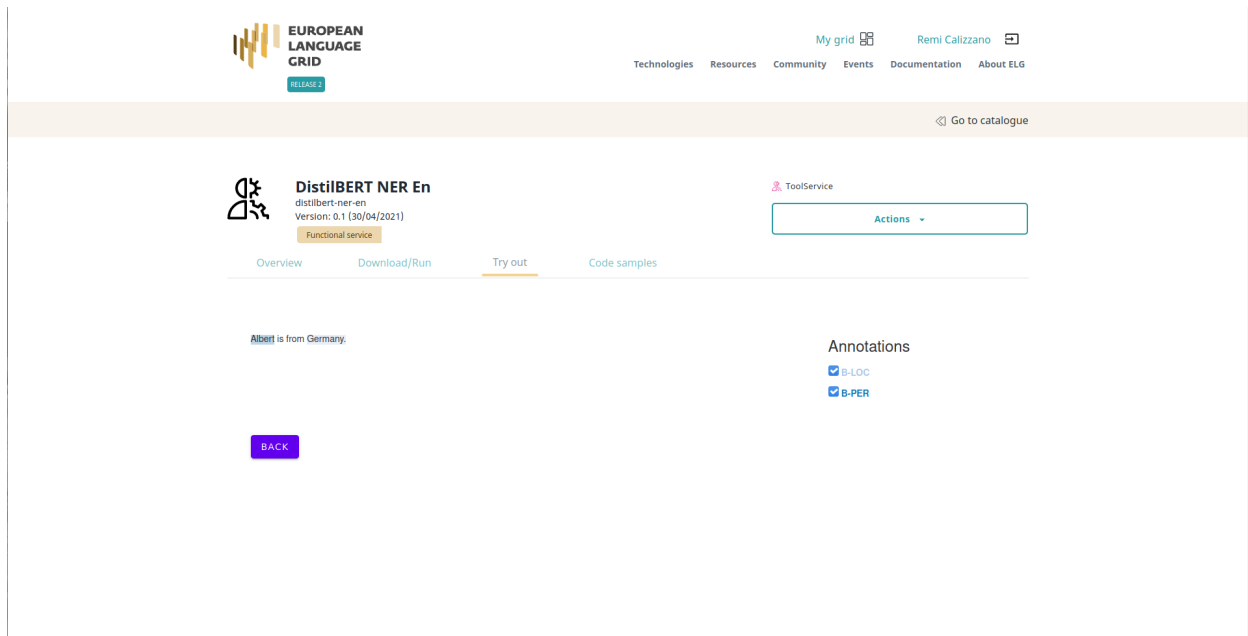 EUROPEAN
LANGUAGE
GRID
RELEASE 2
My grid
Remi Calizzano
Technologies Resources Community Events Documentation About ELG
Go to catalogue
DistilBERT NER En
distilbert-ner-en
Version: 0.1 (30/04/2021)
Functional service
ToolService
Actions
Overview Download/Run Try out Code samples
Albert is from Germany.
Annotations
B-LOC
B-PER
BACK